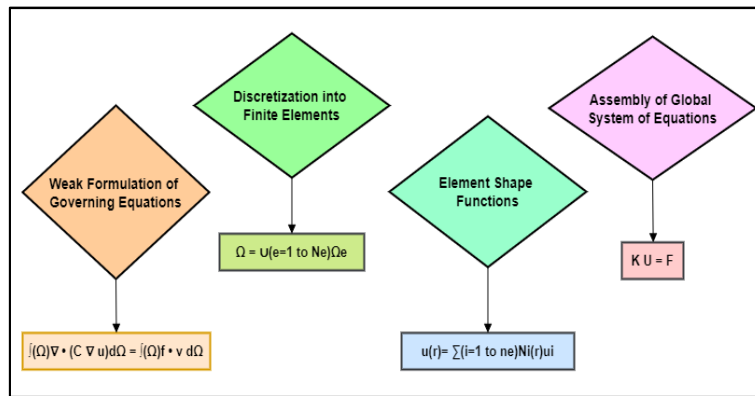 Weak Formulation of
Governing Equations
∫(Ω)∇ • (C ∇ u)dΩ = ∫(Ω)f • v dΩ
Discretization into
Finite Elements
Ω = ∪(e=1 to Ne)Ωe
Element Shape
Functions
u(r)= ∑(i=1 to ne)Ni(r)ui
Assembly of Global
System of Equations
K U = F